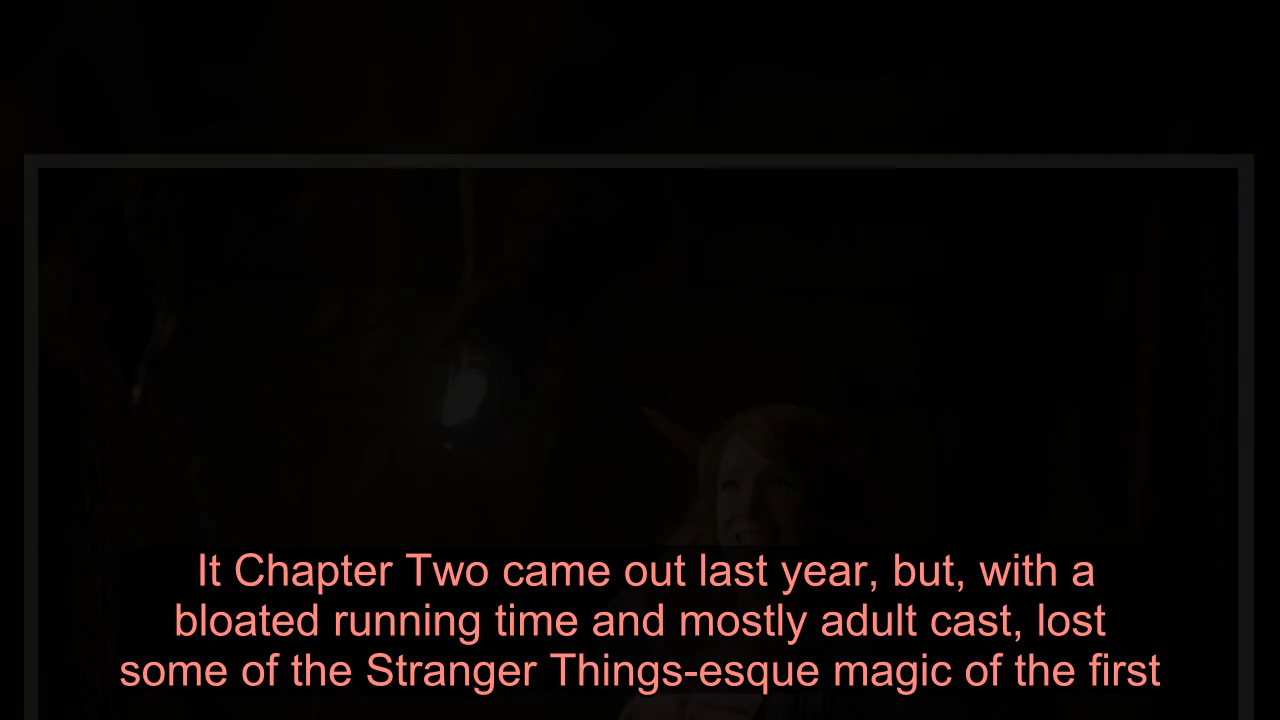 It Chapter Two came out last year, but, with a
bloated running time and mostly adult cast, lost
some of the Stranger Things-esque magic of the first